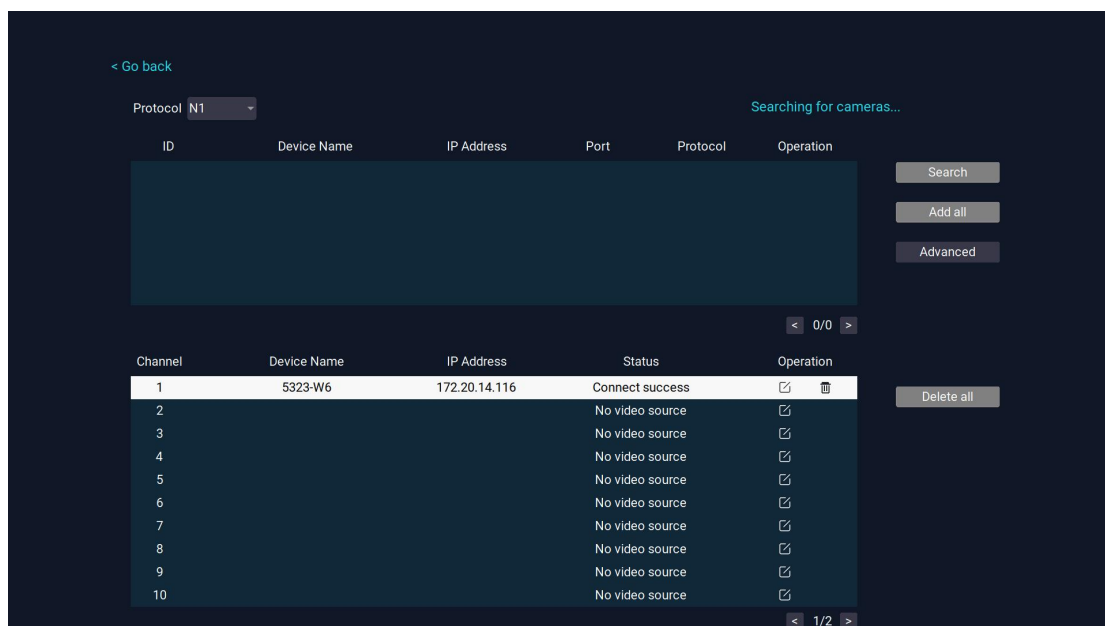 < Go back
Protocol N1 Searching for cameras...
ID Device Name IP Address Port Protocol Operation
Search
Add all
Advanced
< 0/0 >
Channel Device Name IP Address Status Operation
1 5323-W6 172.20.14.116 Connect success
Delete all
2 No video source
3 No video source
4 No video source
5 No video source
6 No video source
7 No video source
8 No video source
9 No video source
10 No video source
< 1/2 >